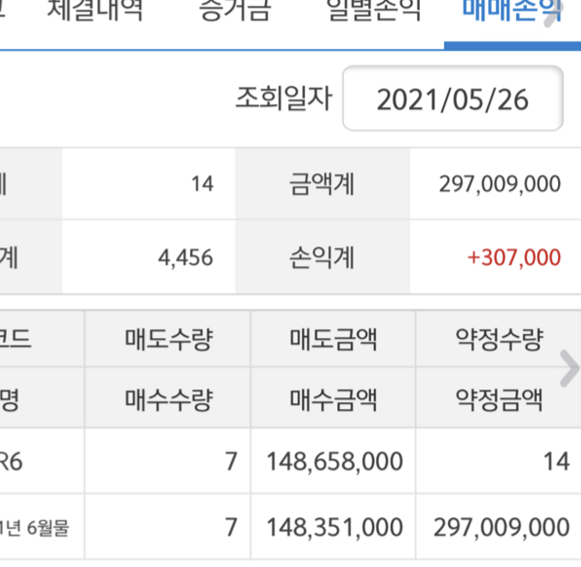 체결내역 증거금 일별손익 매매손익
조회일자 2021/05/26
14 금액계 297,009,000
계 4,456 손익계 +307,000
코드 매도수량 매도금액 약정수량
명 매수수량 매수금액 약정금액
R6 7 148,658,000 14
1년 6월물 7 148,351,000 297,009,000